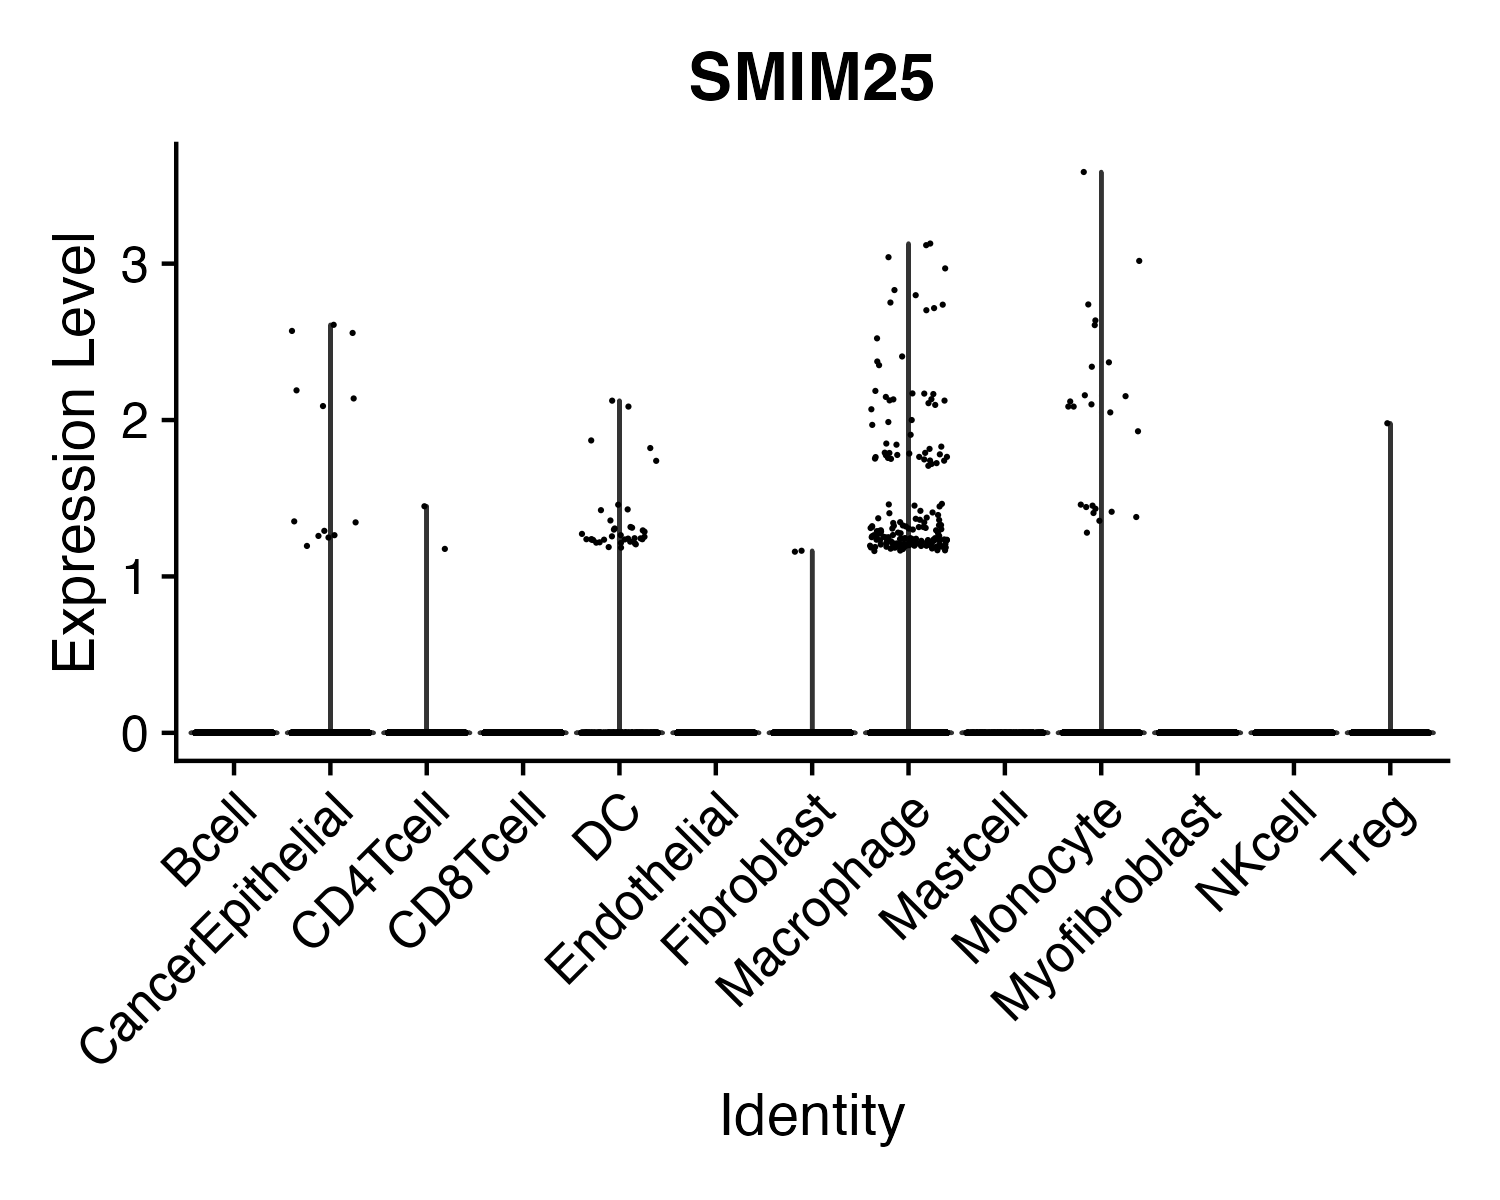 SMIM25
Expression Level
3
2
1
0
Bcell
CancerEpithelial
CD4Tcell
CD8Tcell
DC
Endothelial
Fibroblast
Macrophage
Mastcell
Monocyte
Myofibroblast
NKcell
Treg
Identity